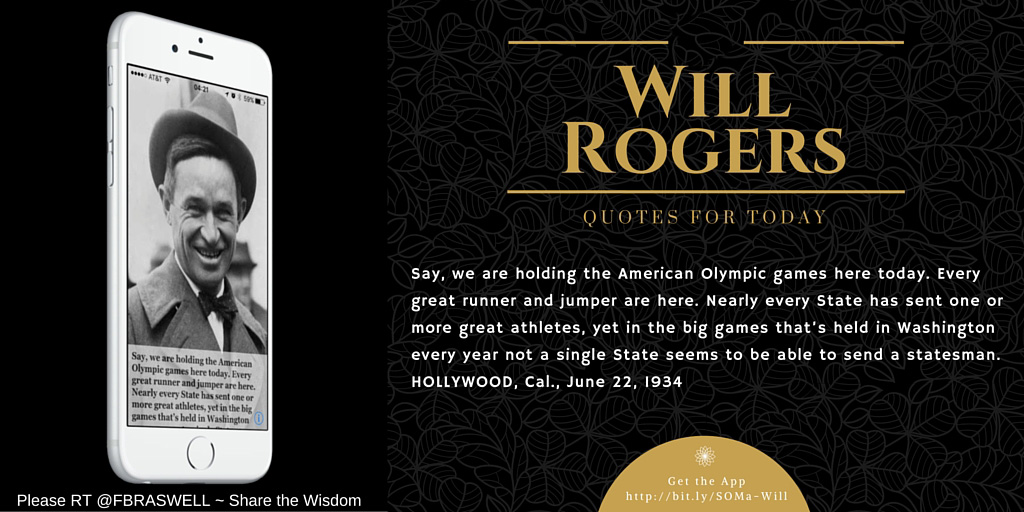 AT&T
04:21
59%
Say, we are holding the American
Olympic games here today. Every
great runner and jumper are here.
Nearly every State has sent one or
more great athletes, yet in the big
games that's held in Washington
Please RT @FBRASWELL ~ Share the Wisdom
WILL
ROGERS
QUOTES FOR TODAY
Say, we are holding the American Olympic games here today. Every
great runner and jumper are here. Nearly every State has sent one or
more great athletes, yet in the big games that's held in Washington
every year not a single State seems to be able to send a statesman.
HOLLYWOOD, Cal., June 22, 1934
Get the App
http://bit.ly/SOMa-Will